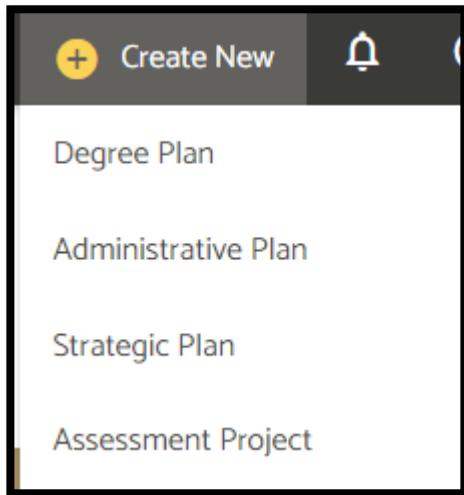 Create New
Degree Plan
Administrative Plan
Strategic Plan
Assessment Project